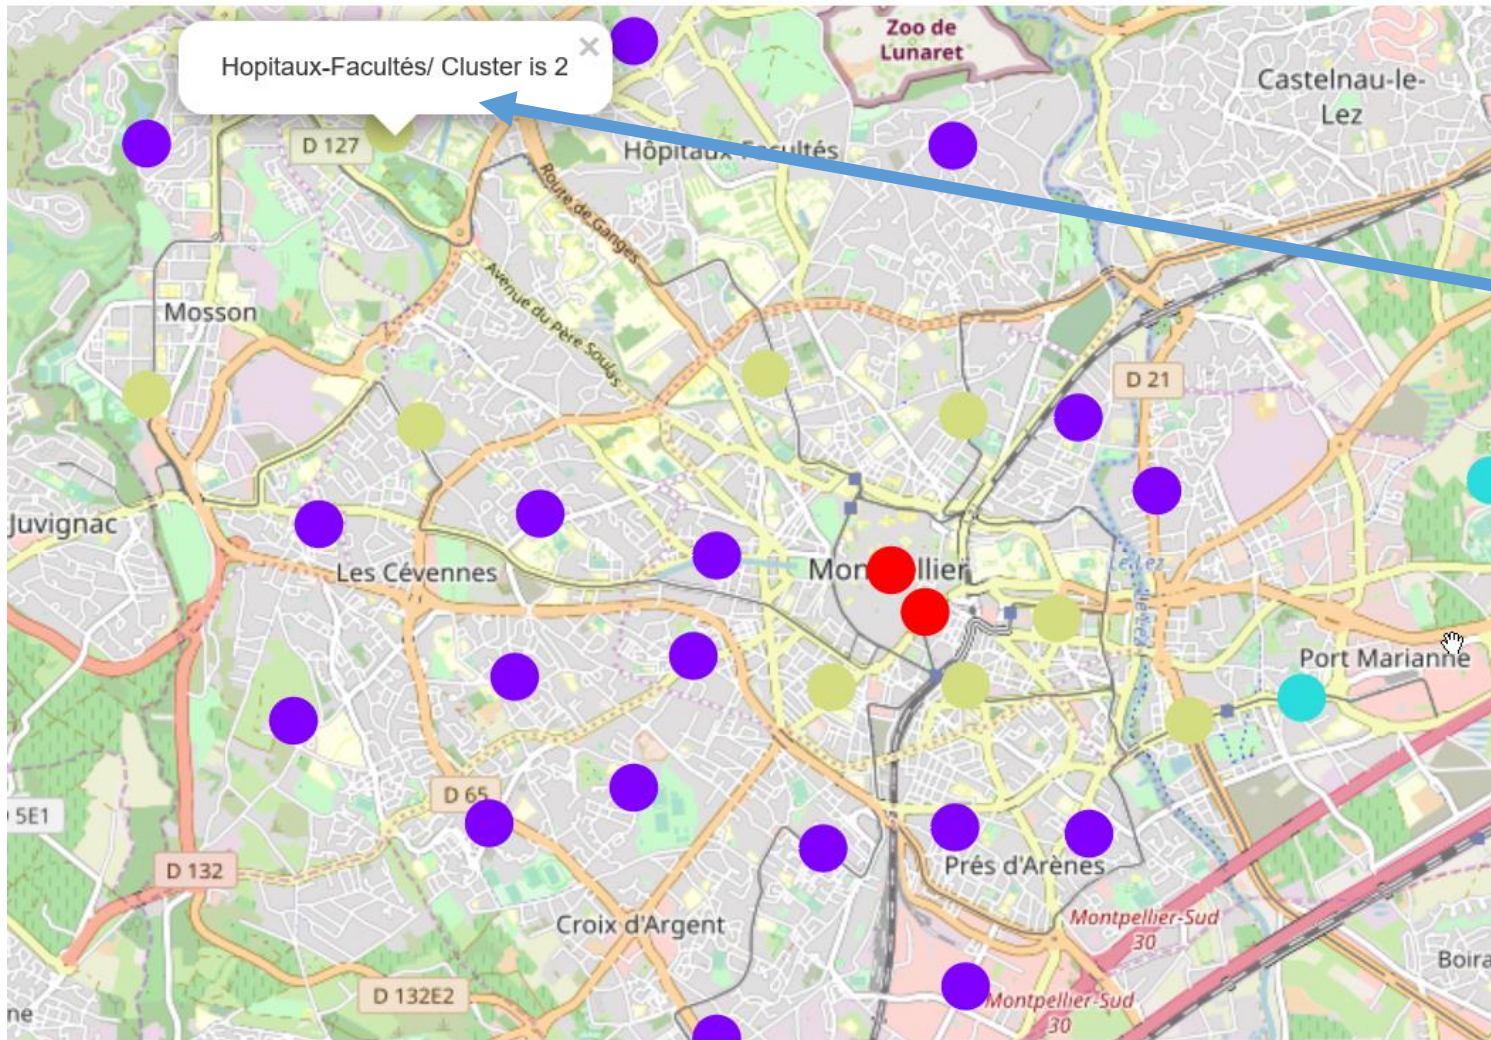 Zoo de
Lunaret
Hopitaux-Facultés/ Cluster is 2
×
Castelnau-le-
Lez
D 127
Hôpitaux-Facultés
Route de Ganges
Avenue du Père Soulas
Mosson
D 21
Juvignac
Les Cévennes
Montpellier
Le Lez
Port Marianne
D 65
5E1
D 132
Prés d'Arènes
Croix d'Argent
Montpellier-Sud
30
Boira
D 132E2
Montpellier-Sud
30
ne